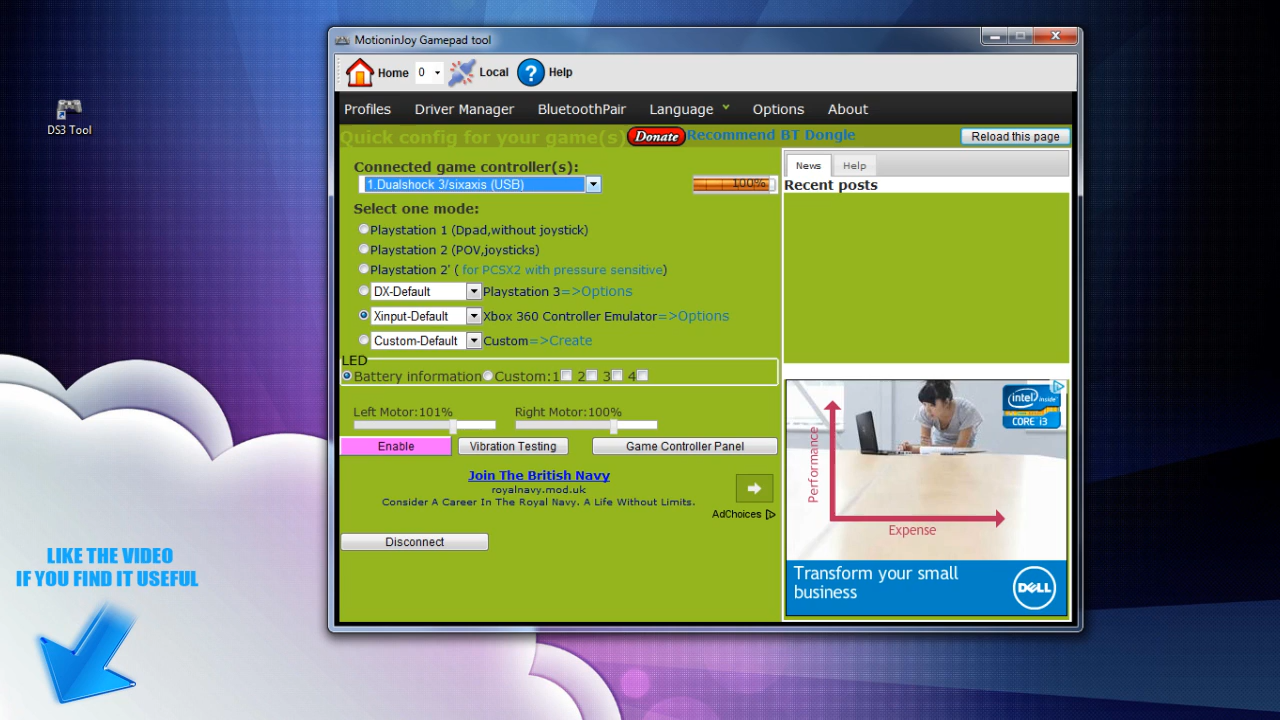 MotioninJoy Gamepad tool
Home 0 Local Help
DS3 Tool
Profiles Driver Manager BluetoothPair Language Options About
Quick config for your game(s) Donate Recommend BT Dongle Reload this page
Connected game controller(s):
1.Dualshock 3/sixaxis (USB) 100%
News Help
Recent posts
Select one mode:
Playstation 1 (Dpad,without joystick)
Playstation 2 (POV,joysticks)
Playstation 2' ( for PCSX2 with pressure sensitive)
DX-Default Playstation 3=>Options
Xinput-Default Xbox 360 Controller Emulator=>Options
Custom-Default Custom=>Create
LED
Battery information Custom:1 2 3 4
Left Motor:101% Right Motor:100%
Enable Vibration Testing Game Controller Panel
Join The British Navy
royalnavy.mod.uk
Consider A Career In The Royal Navy. A Life Without Limits.
AdChoices
Disconnect
intel inside
CORE i3
Performance
Expense
Transform your small
business
DELL
LIKE THE VIDEO
IF YOU FIND IT USEFUL